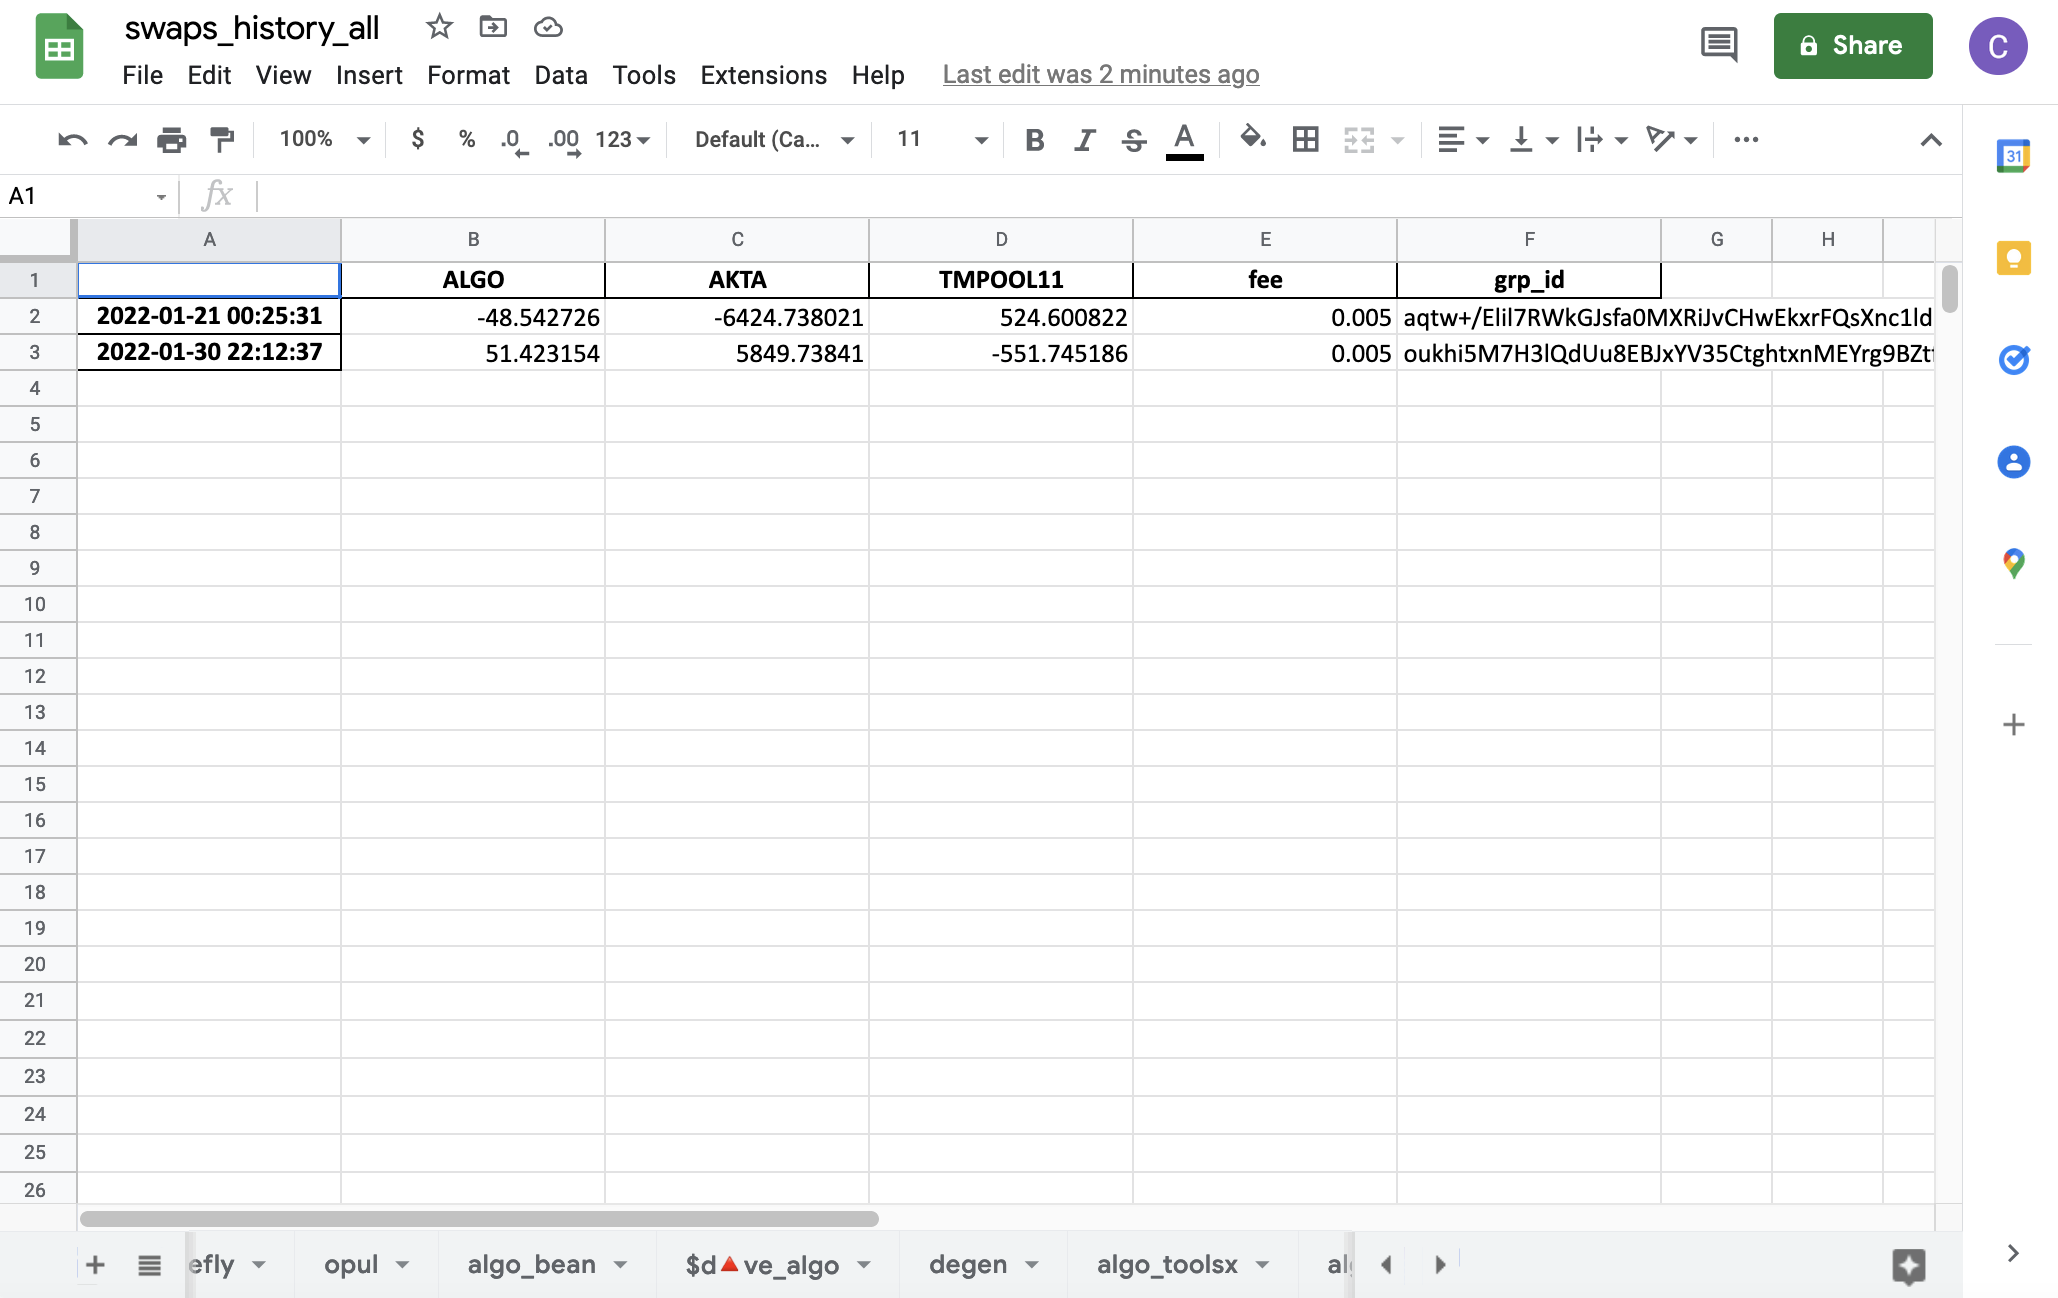 swaps_history_all
File Edit View Insert Format Data Tools Extensions Help Last edit was 2 minutes ago
Share
C
100% $ % .0 .00 123 Default (Ca... 11 B I S A
31
A1 fx
A B C D E F G H
1 ALGO AKTA TMPOOL11 fee grp_id
2 2022-01-21 00:25:31 -48.542726 -6424.738021 524.600822 0.005 aqtw+/Elil7RWkGJsfa0MXRiJvCHwEkxrFQsXnc1ld
3 2022-01-30 22:12:37 51.423154 5849.73841 -551.745186 0.005 oukhi5M7H3lQdUu8EBJxYV35CtghtxnMEYrg9BZt
4
5
6
7
8
9
10
11
12
13
14
15
16
17
18
19
20
21
22
23
24
25
26
efly opul algo_bean $d🔺ve_algo degen algo_toolsx